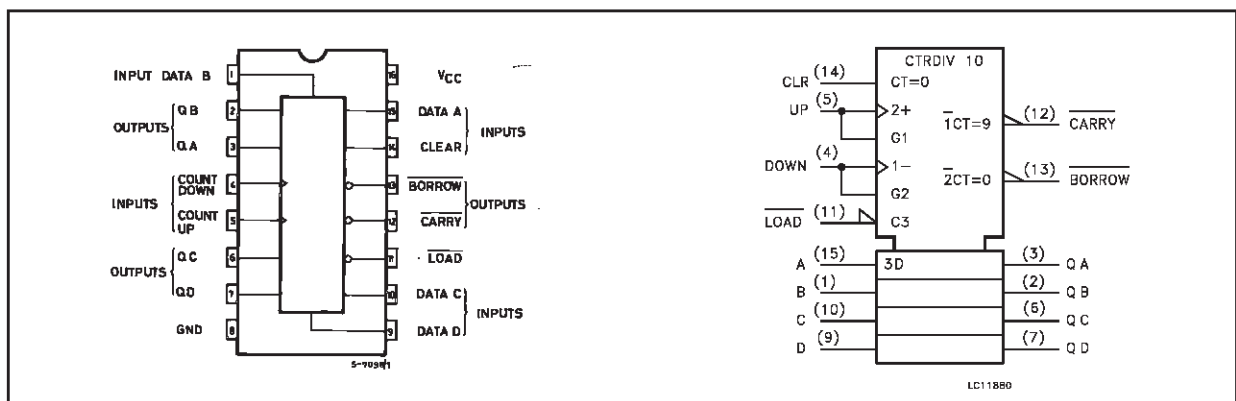 INPUT DATA B 1
16 VCC
OUTPUTS
QB 2
QA 3
15 DATA A
14 CLEAR
INPUTS
INPUTS
COUNT
DOWN 4
COUNT
UP 5
13 BORROW
12 CARRY
OUTPUTS
11 LOAD
OUTPUTS
QC 6
QD 7
10 DATA C
9 DATA D
INPUTS
GND 8
CTRDIV 10
CLR (14) CT=0
UP (5) 2+
G1
1CT=9 (12) CARRY
DOWN (4) 1-
G2
2CT=0 (13) BORROW
LOAD (11) C3
A (15) 3D (3) QA
B (1) (2) QB
C (10) (6) QC
D (9) (7) QD
LC11880